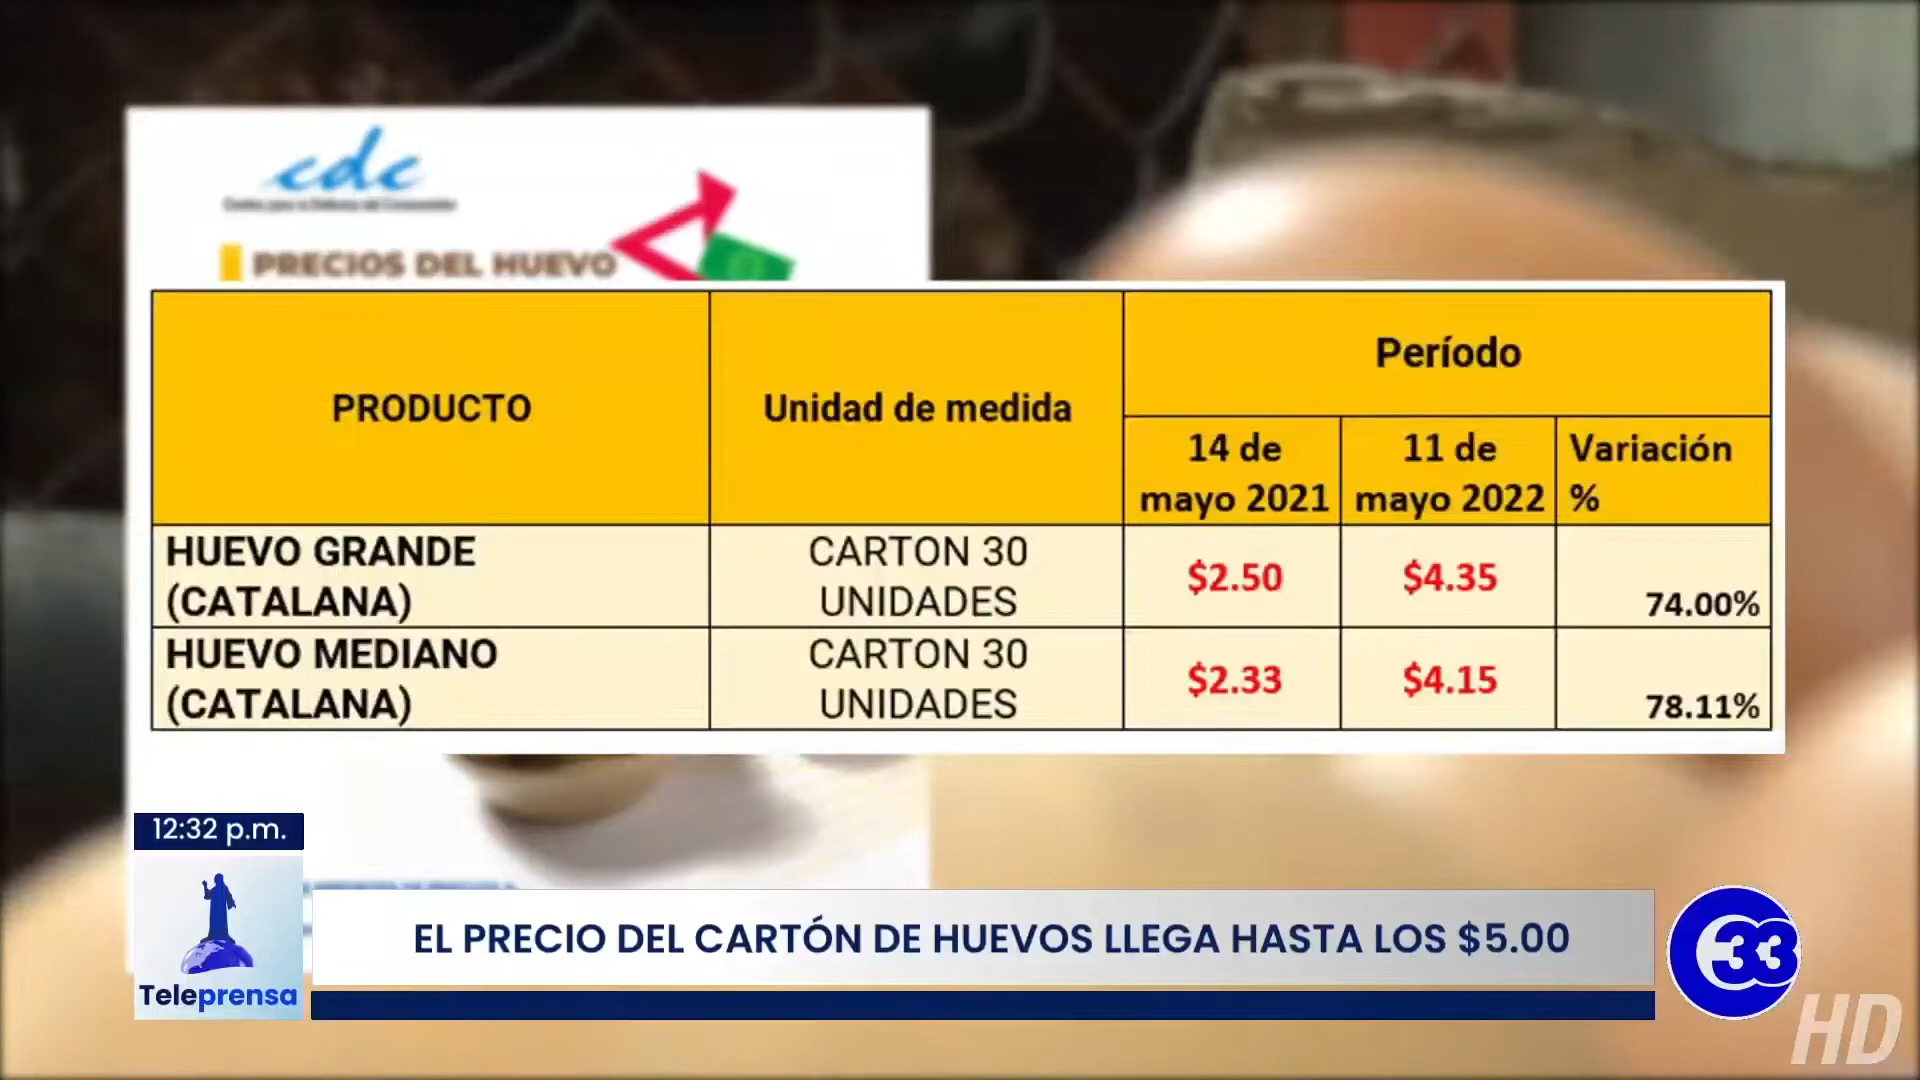 cdc
PRECIOS DEL HUEVO
PRODUCTO
Unidad de medida
Período
14 de
mayo 2021
11 de
mayo 2022
Variación
%
HUEVO GRANDE
(CATALANA)
CARTON 30
UNIDADES
$2.50
$4.35
74.00%
HUEVO MEDIANO
(CATALANA)
CARTON 30
UNIDADES
$2.33
$4.15
78.11%
12:32 p.m.
Teleprensa
EL PRECIO DEL CARTÓN DE HUEVOS LLEGA HASTA LOS $5.00
33
HD